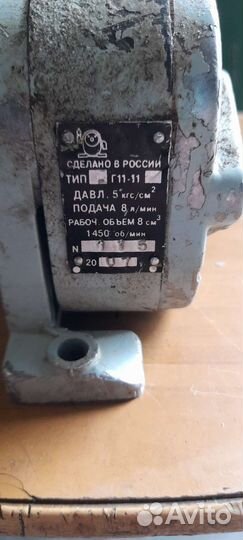 СДЕЛАНО В РОССИИ
ТИП Г11-11
ДАВЛ. 5 кгс/см²
ПОДАЧА 8 л/мин
РАБОЧ ОБЪЕМ 8 см³
1450 об/мин
N
20
Avito